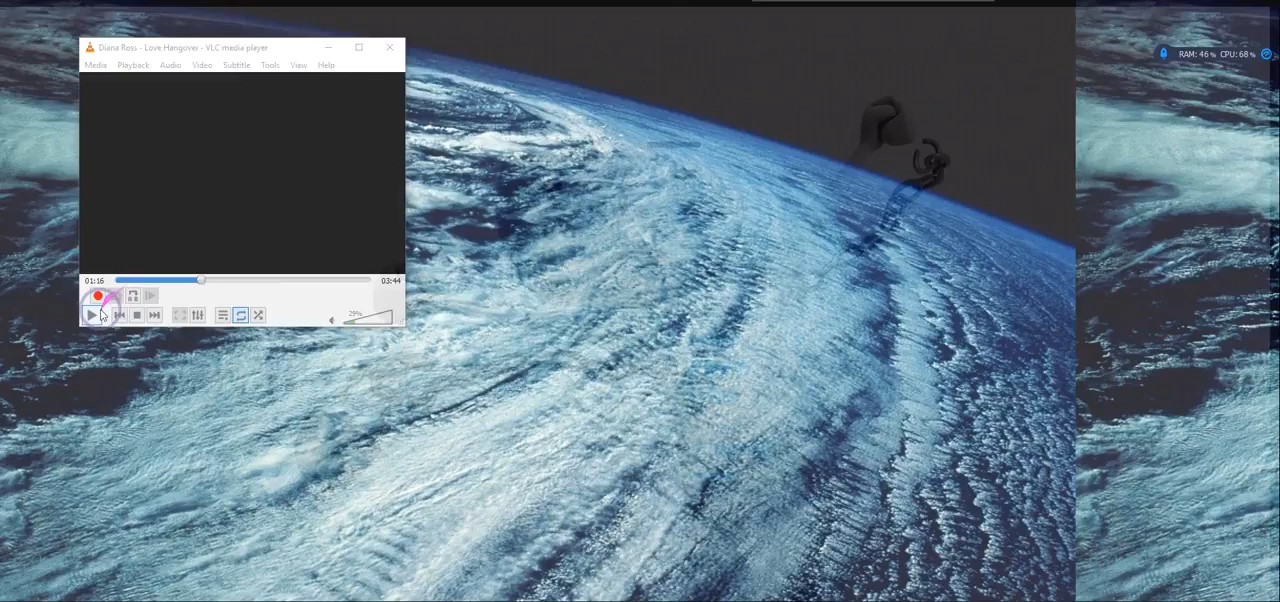 Diana Ross - Love Hangover - VLC media player
Media Playback Audio Video Subtitle Tools View Help
RAM: 46% CPU: 68%
01:16 03:44
29%